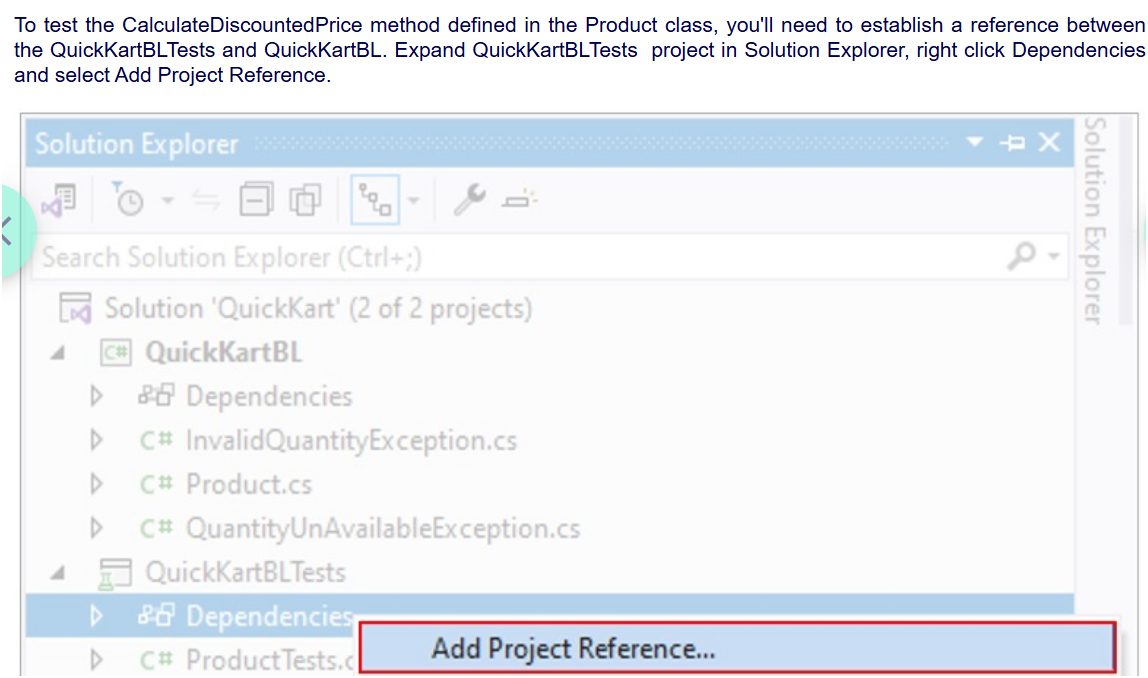 To test the CalculateDiscountedPrice method defined in the Product class, you'll need to establish a reference between
the QuickKartBLTests and QuickKartBL. Expand QuickKartBLTests project in Solution Explorer, right click Dependencies
and select Add Project Reference.
Solution Explorer
Solution Explorer
Search Solution Explorer (Ctrl+;)
Solution 'QuickKart' (2 of 2 projects)
C# QuickKartBL
Dependencies
C# InvalidQuantityException.cs
C# Product.cs
C# QuantityUnAvailableException.cs
QuickKartBLTests
Dependencies
Add Project Reference...
C# ProductTests.c